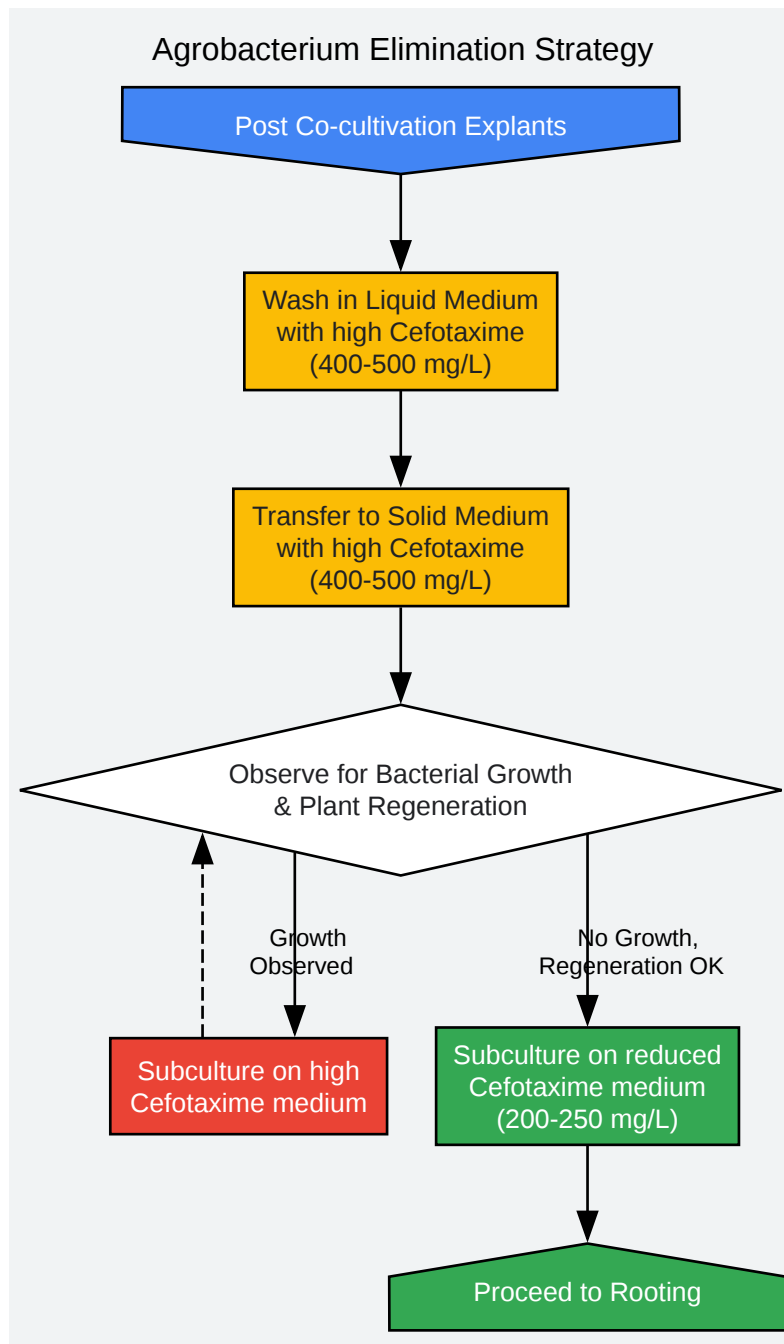 Agrobacterium Elimination Strategy
Post Co-cultivation Explants
Wash in Liquid Medium
with high Cefotaxime
(400-500 mg/L)
Transfer to Solid Medium
with high Cefotaxime
(400-500 mg/L)
Observe for Bacterial Growth
& Plant Regeneration
Growth
Observed
No Growth,
Regeneration OK
Subculture on high
Cefotaxime medium
Subculture on reduced
Cefotaxime medium
(200-250 mg/L)
Proceed to Rooting